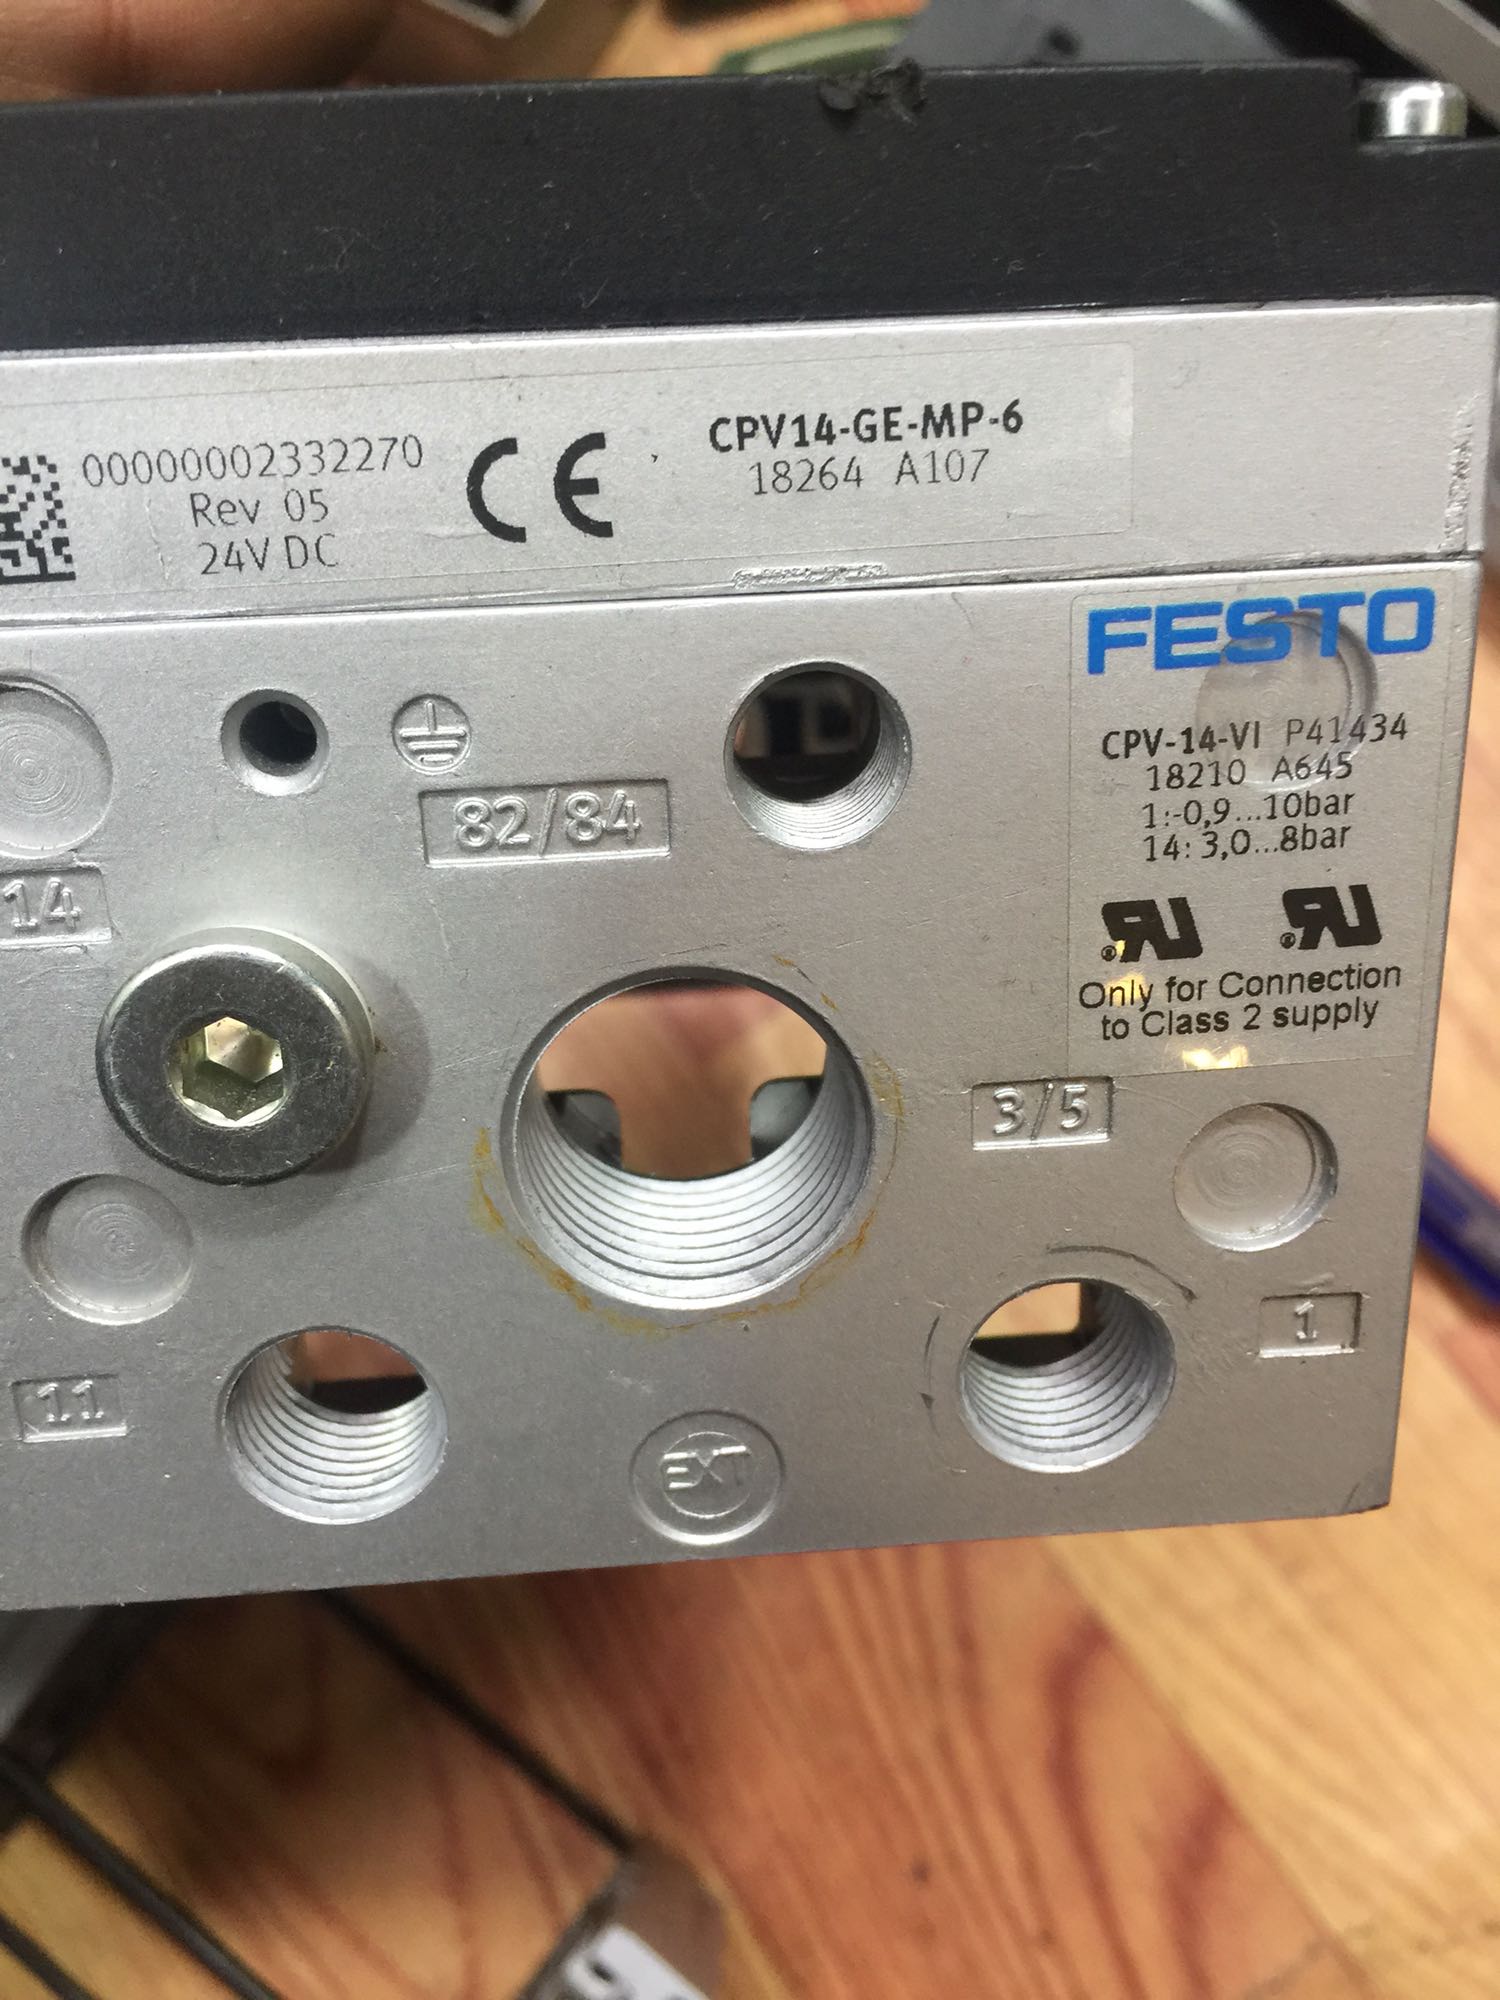 00000002332270
Rev 05
24V DC
CE
CPV14-GE-MP-6
18264 A107
FESTO
CPV-14-VI P41434
18210 A645
1:-0,9...10bar
14: 3,0...8bar
Only for Connection
to Class 2 supply
82/84
14
3/5
1
11
EXT